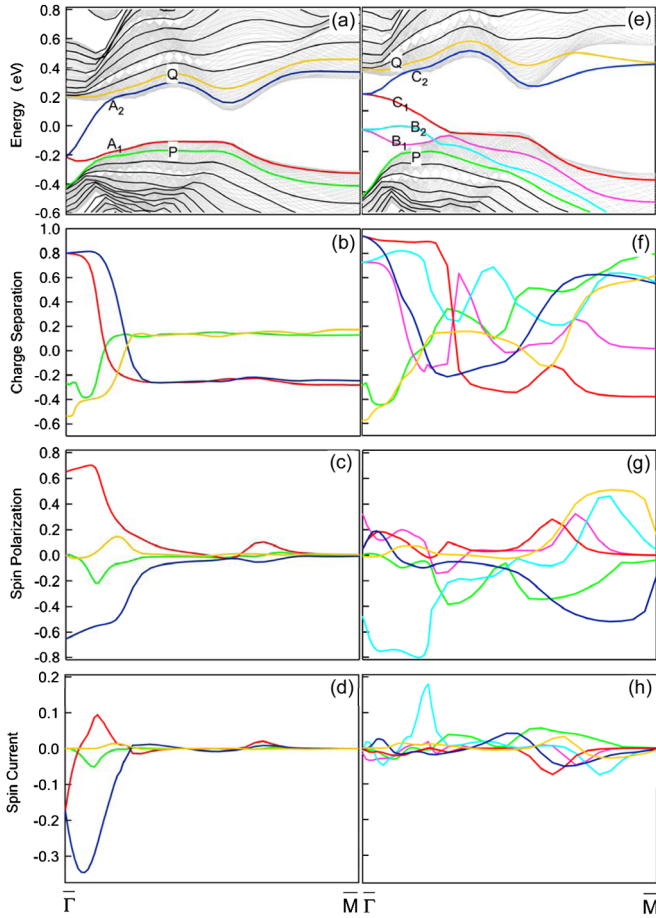 (a)
(e)
0.8
0.6
0.4
0.2
0.0
-0.2
-0.4
-0.6
Energy (eV)
Q
A2
A1
P
Q
C2
C1
B2
B1
P
(b)
(f)
1.0
0.8
0.6
0.4
0.2
0.0
-0.2
-0.4
-0.6
Charge Separation
(c)
(g)
0.8
0.6
0.4
0.2
0.0
-0.2
-0.4
-0.6
-0.8
Spin Polarization
(d)
(h)
0.2
0.1
0.0
-0.1
-0.2
-0.3
Spin Current
Γ̅ M̅ Γ̅ M̅